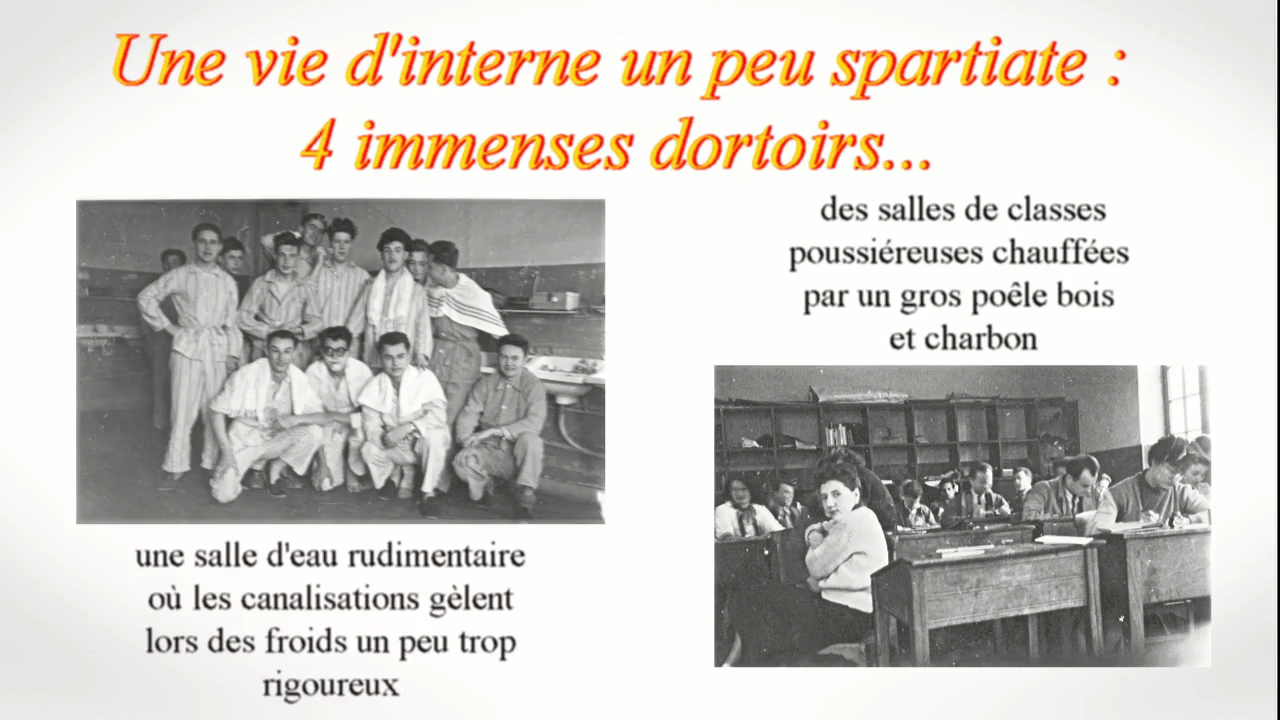 Une vie d'interne un peu spartiate :
4 immenses dortoirs...
des salles de classes
poussiéreuses chauffées
par un gros poêle bois
et charbon
une salle d'eau rudimentaire
où les canalisations gèlent
lors des froids un peu trop
rigoureux